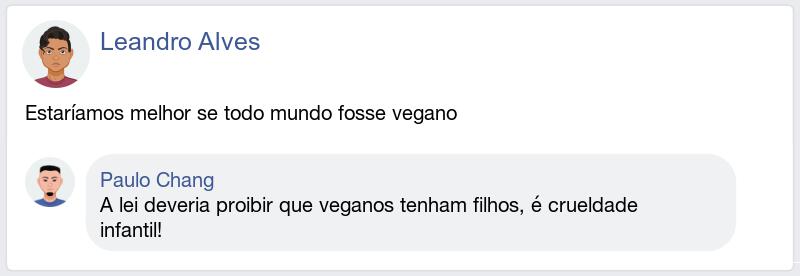 Leandro Alves
Estaríamos melhor se todo mundo fosse vegano
Paulo Chang
A lei deveria proibir que veganos tenham filhos, é crueldade
infantil!